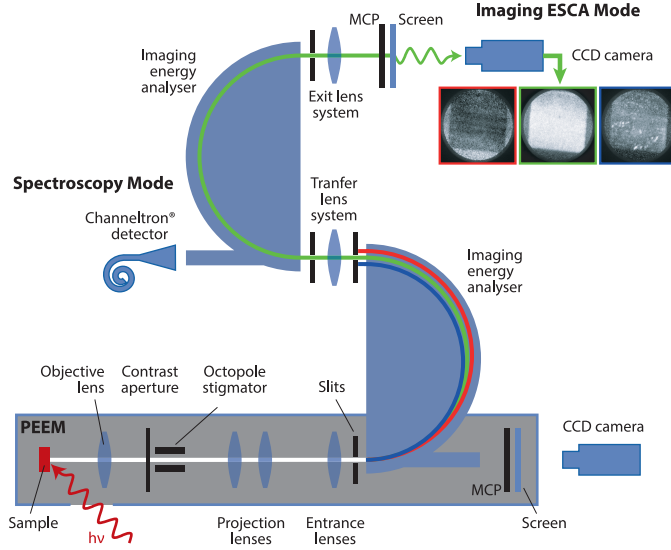 Imaging ESCA Mode
MCP
Screen
CCD camera
Imaging
energy
analyser
Exit lens
system
Spectroscopy Mode
Channeltron®
detector
Tranfer
lens
system
Imaging
energy
analyser
Objective
lens
Contrast
aperture
Octopole
stigmator
Slits
CCD camera
PEEM
MCP
Sample
hν
Projection
lenses
Entrance
lenses
Screen